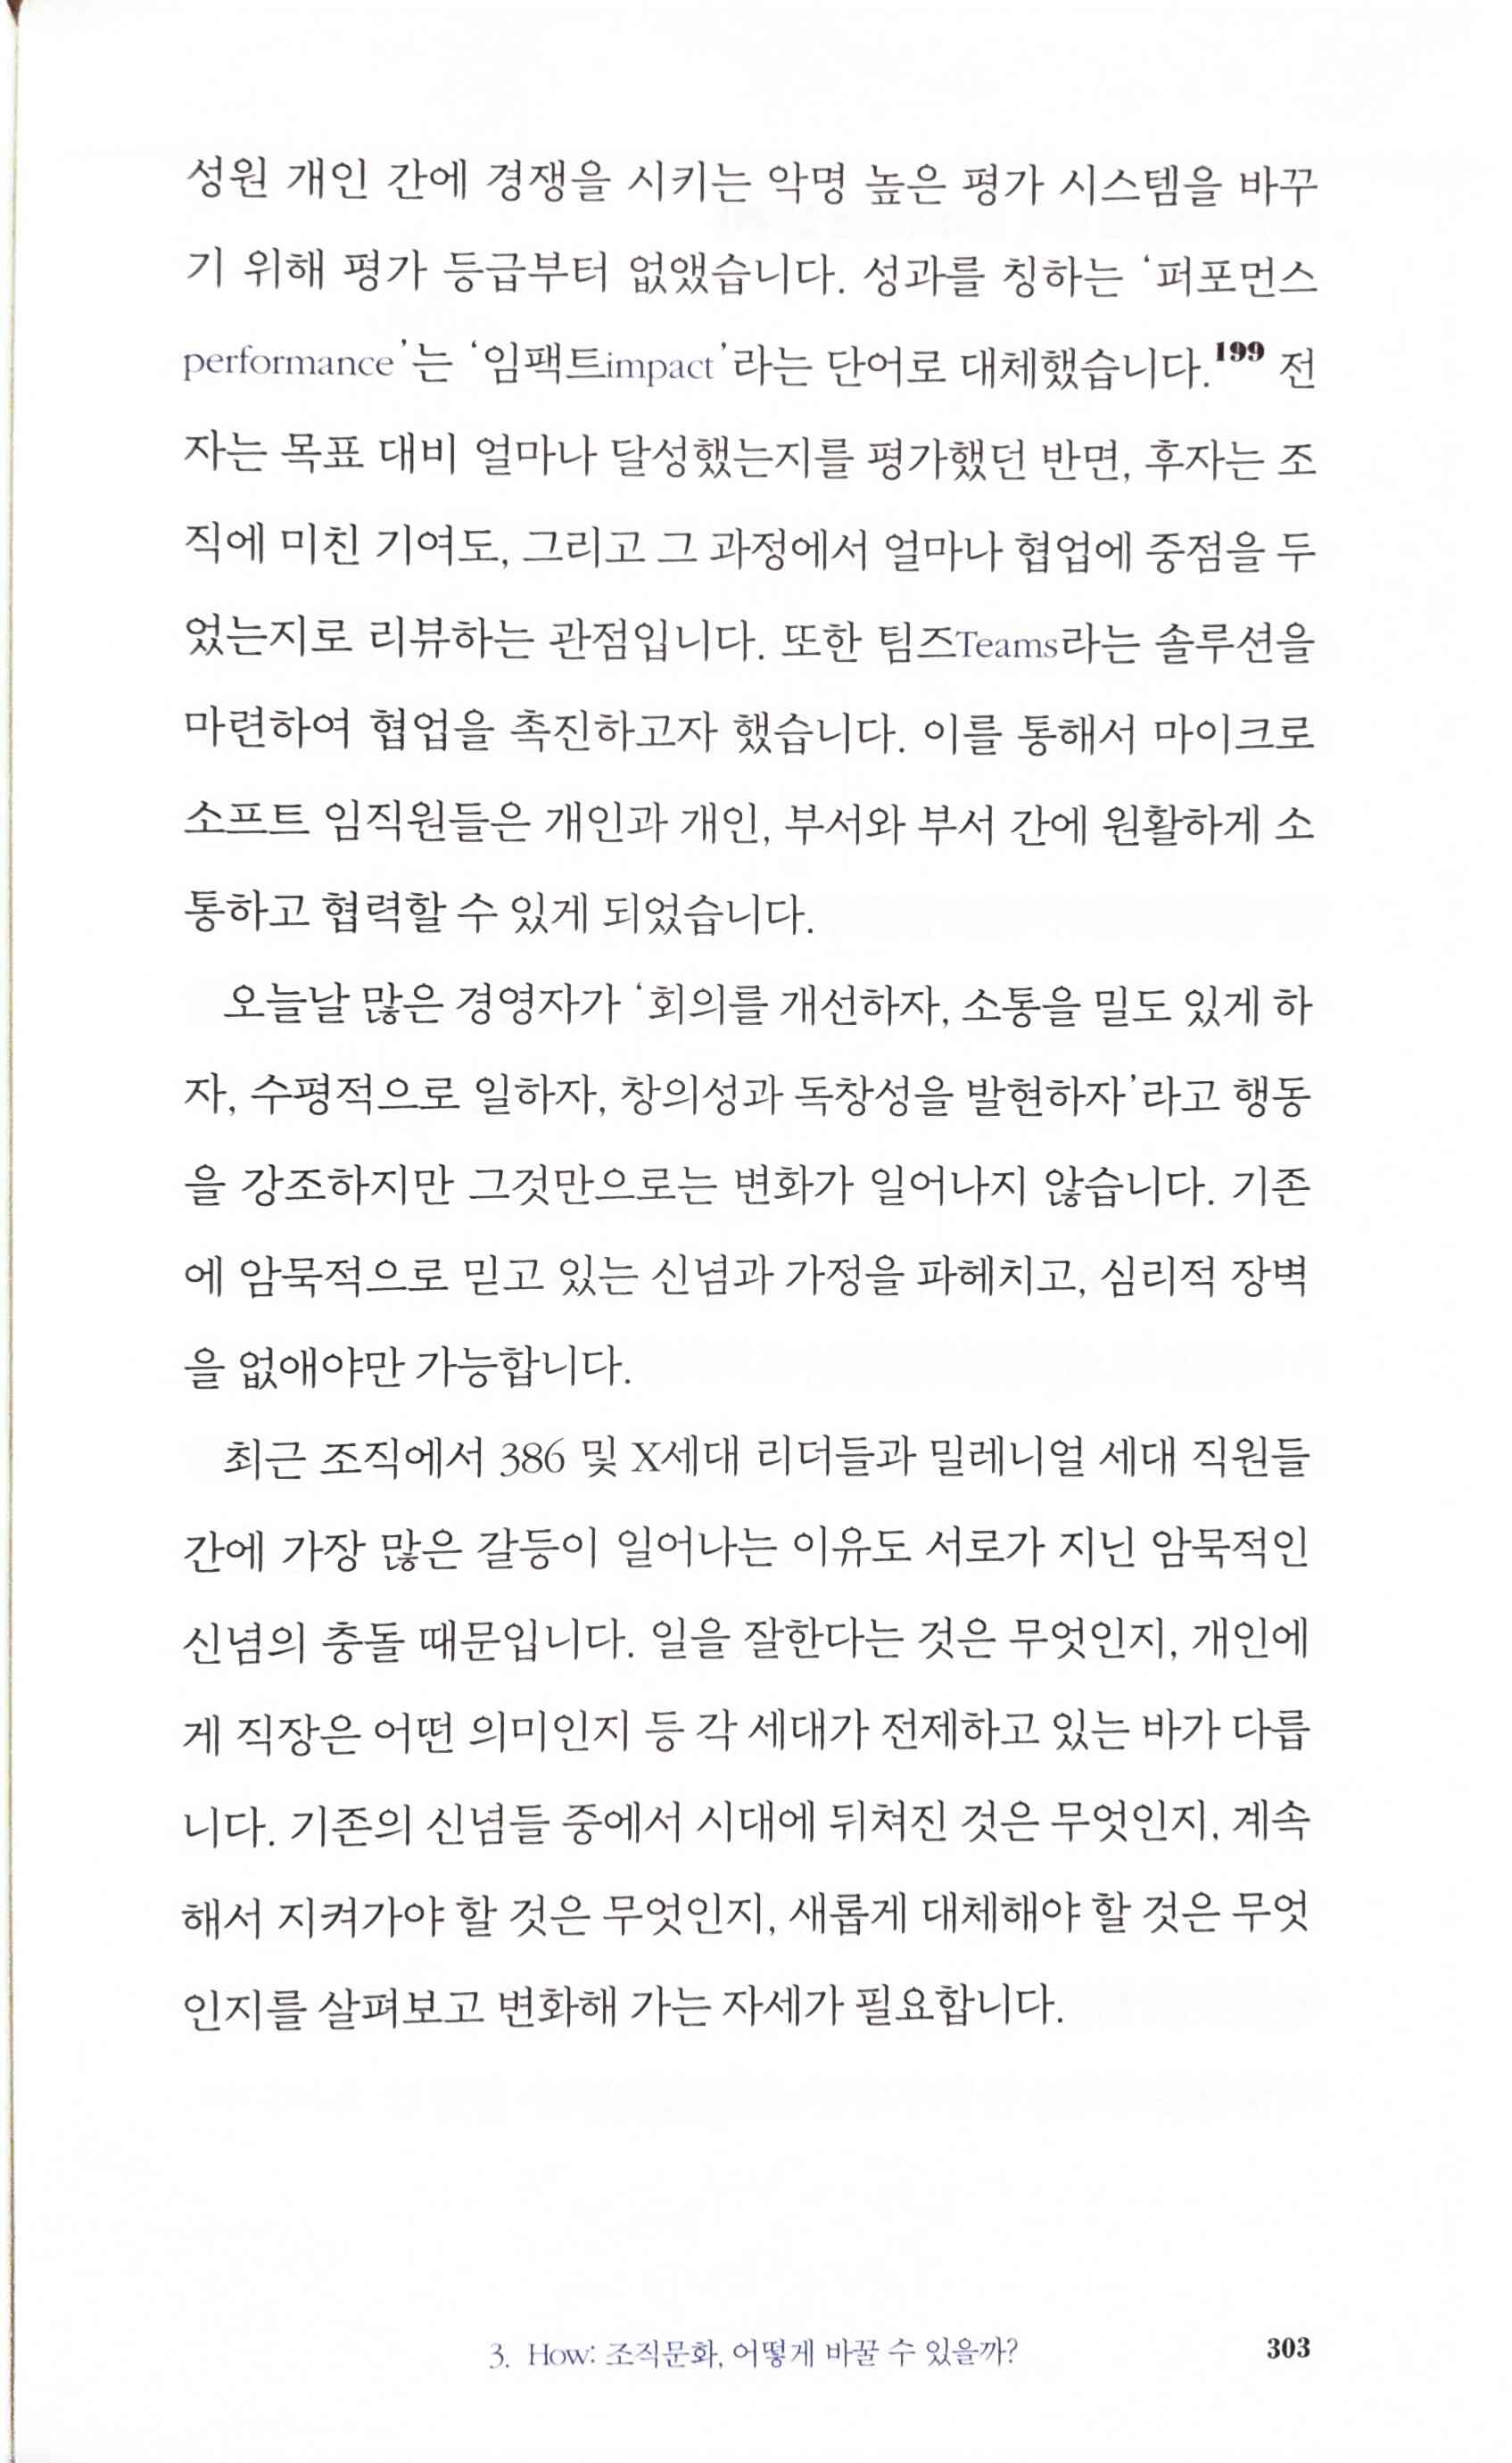 성원 개인 간에 경쟁을 시키는 악명 높은 평가 시스템을 바꾸
기 위해 평가 등급부터 없앴습니다. 성과를 칭하는 ‘퍼포먼스
performance’는 ‘임팩트impact’라는 단어로 대체했습니다.199 전
자는 목표 대비 얼마나 달성했는지를 평가했던 반면, 후자는 조
직에 미친 기여도, 그리고 그 과정에서 얼마나 협업에 중점을 두
었는지로 리뷰하는 관점입니다. 또한 팀즈Teams라는 솔루션을
마련하여 협업을 촉진하고자 했습니다. 이를 통해서 마이크로
소프트 임직원들은 개인과 개인, 부서와 부서 간에 원활하게 소
통하고 협력할 수 있게 되었습니다.
오늘날 많은 경영자가 ‘회의를 개선하자, 소통을 밀도 있게 하
자, 수평적으로 일하자, 창의성과 독창성을 발현하자’라고 행동
을 강조하지만 그것만으로는 변화가 일어나지 않습니다. 기존
에 암묵적으로 믿고 있는 신념과 가정을 파헤치고, 심리적 장벽
을 없애야만 가능합니다.
최근 조직에서 386 및 X세대 리더들과 밀레니얼 세대 직원들
간에 가장 많은 갈등이 일어나는 이유도 서로가 지닌 암묵적인
신념의 충돌 때문입니다. 일을 잘한다는 것은 무엇인지, 개인에
게 직장은 어떤 의미인지 등 각 세대가 전제하고 있는 바가 다릅
니다. 기존의 신념들 중에서 시대에 뒤쳐진 것은 무엇인지, 계속
해서 지켜가야 할 것은 무엇인지, 새롭게 대체해야 할 것은 무엇
인지를 살펴보고 변화해 가는 자세가 필요합니다.
3. How: 조직문화, 어떻게 바꿀 수 있을까? 303